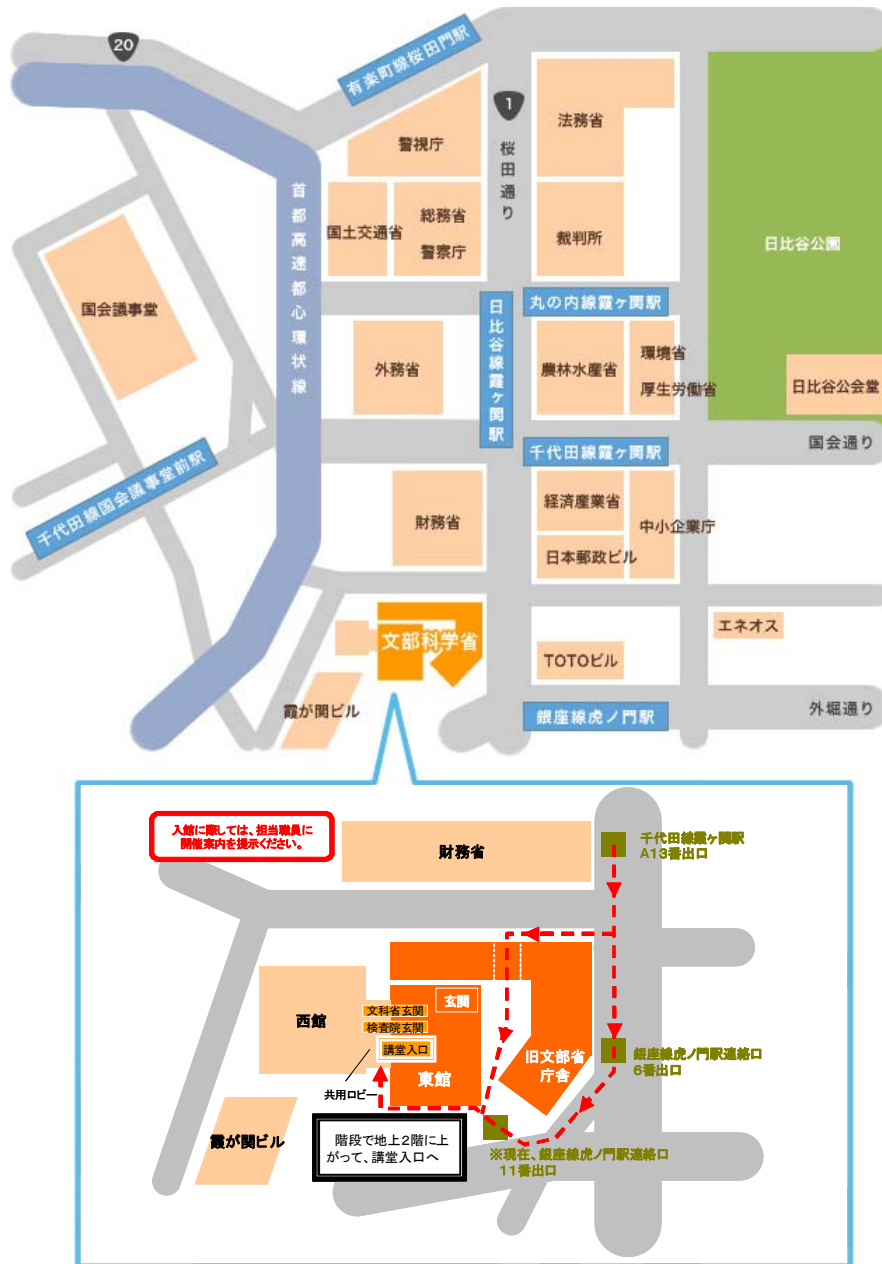 20
有楽町線桜田門駅
1
桜田通り
法務省
警視庁
首都高速都心環状線
国土交通省
総務省
警察庁
裁判所
日比谷公園
国会議事堂
日比谷線霞ヶ関駅
丸の内線霞ヶ関駅
外務省
農林水産省
環境省
厚生労働省
日比谷公会堂
国会通り
千代田線霞ヶ関駅
千代田線国会議事堂前駅
財務省
経済産業省
中小企業庁
日本郵政ビル
文部科学省
エネオス
TOTOビル
霞が関ビル
銀座線虎ノ門駅
外堀通り
入館に際しては、担当職員に
開催案内を提示ください。
財務省
千代田線霞ヶ関駅
A13番出口
西館
文科省玄関
玄関
検査院玄関
講堂入口
東館
旧文部省
庁舎
銀座線虎ノ門駅連絡口
6番出口
共用ロビー
霞が関ビル
階段で地上2階に上
がって、講堂入口へ
※現在、銀座線虎ノ門駅連絡口
11番出口